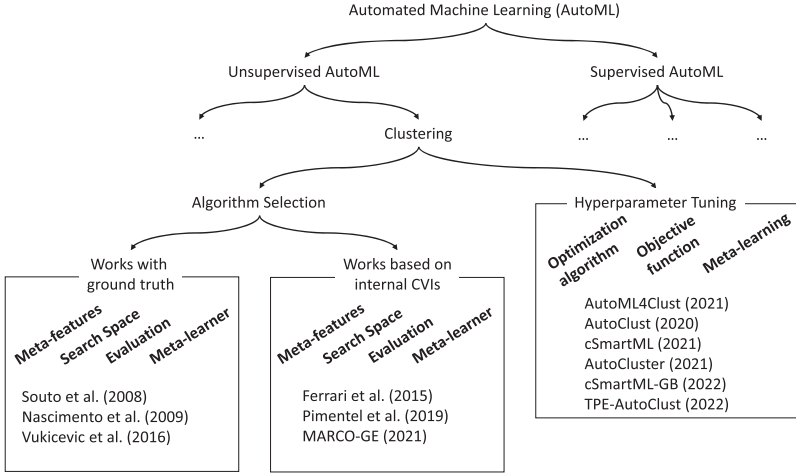 Automated Machine Learning (AutoML)
Unsupervised AutoML
Supervised AutoML
...
Clustering
...
...
...
Algorithm Selection
Hyperparameter Tuning
Works with
ground truth
Meta-features
Search Space
Evaluation
Meta-learner
Souto et al. (2008)
Nascimento et al. (2009)
Vukicevic et al. (2016)
Works based on
internal CVIs
Meta-features
Search Space
Evaluation
Meta-learner
Ferrari et al. (2015)
Pimentel et al. (2019)
MARCO-GE (2021)
Optimization
algorithm
Objective
function
Meta-learning
AutoML4Clust (2021)
AutoClust (2020)
cSmartML (2021)
AutoCluster (2021)
cSmartML-GB (2022)
TPE-AutoClust (2022)